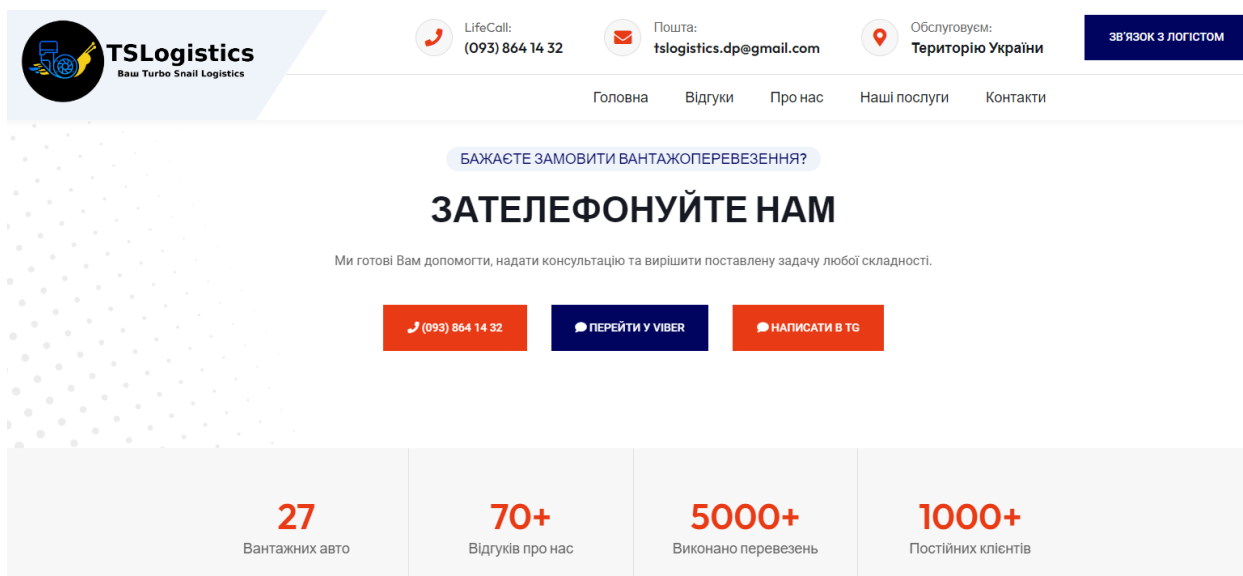 TSLogistics
Ваш Turbo Snail Logistics
LifeCall:
(093) 864 14 32
Пошта:
tslogistics.dp@gmail.com
Обслуговуєм:
Територію України
ЗВ'ЯЗОК З ЛОГІСТОМ
Головна Відгуки Про нас Наші послуги Контакти
БАЖАЄТЕ ЗАМОВИТИ ВАНТАЖОПЕРЕВЕЗЕННЯ?
ЗАТЕЛЕФОНУЙТЕ НАМ
Ми готові Вам допомогти, надати консультацію та вирішити поставлену задачу любої складності.
(093) 864 14 32
ПЕРЕЙТИ У VIBER
НАПИСАТИ В TG
27
Вантажних авто
70+
Відгуків про нас
5000+
Виконано перевезень
1000+
Постійних клієнтів